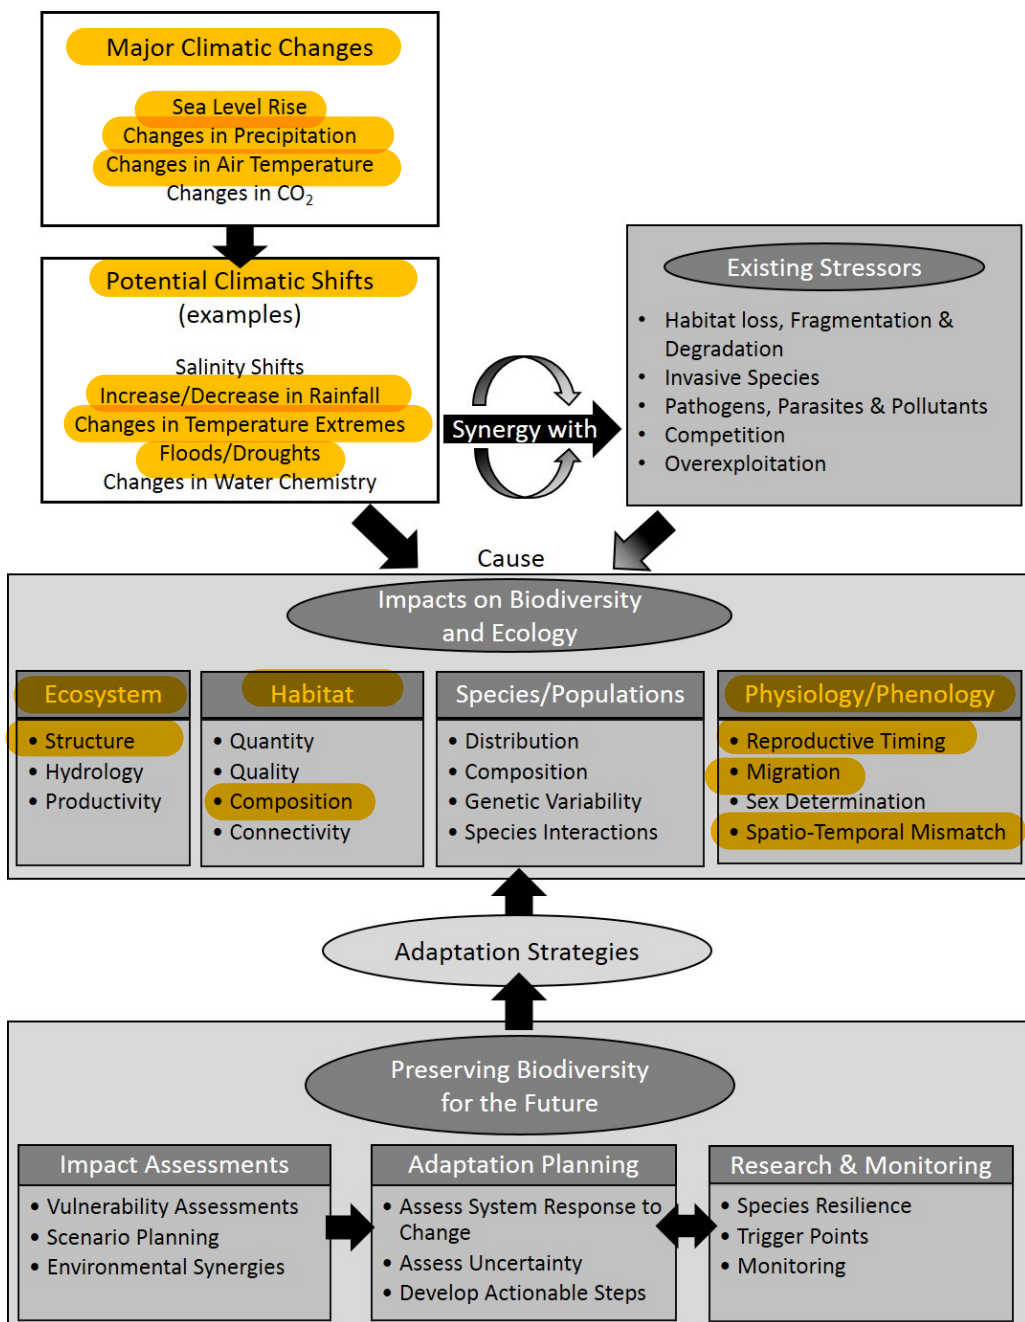 Major Climatic Changes
Sea Level Rise
Changes in Precipitation
Changes in Air Temperature
Changes in CO₂
Potential Climatic Shifts
(examples)
Salinity Shifts
Increase/Decrease in Rainfall
Changes in Temperature Extremes
Floods/Droughts
Changes in Water Chemistry
Synergy with
Existing Stressors
• Habitat loss, Fragmentation &
Degradation
• Invasive Species
• Pathogens, Parasites & Pollutants
• Competition
• Overexploitation
Cause
Impacts on Biodiversity
and Ecology
Ecosystem
• Structure
• Hydrology
• Productivity
Habitat
• Quantity
• Quality
• Composition
• Connectivity
Species/Populations
• Distribution
• Composition
• Genetic Variability
• Species Interactions
Physiology/Phenology
• Reproductive Timing
• Migration
• Sex Determination
• Spatio-Temporal Mismatch
Adaptation Strategies
Preserving Biodiversity
for the Future
Impact Assessments
• Vulnerability Assessments
• Scenario Planning
• Environmental Synergies
Adaptation Planning
• Assess System Response to
Change
• Assess Uncertainty
• Develop Actionable Steps
Research & Monitoring
• Species Resilience
• Trigger Points
• Monitoring